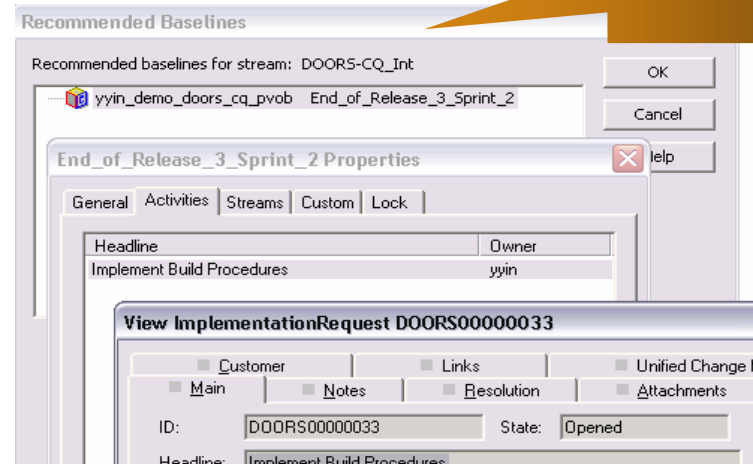 Recommended Baselines
Recommended baselines for stream: DOORS-CQ_Int
OK
yyin_demo_doors_cq_pvob End_of_Release_3_Sprint_2
Cancel
End_of_Release_3_Sprint_2 Properties
Help
General Activities Streams Custom Lock
Headline Owner
Implement Build Procedures yyin
View ImplementationRequest DOORS00000033
Customer Links Unified Change
Main Notes Resolution Attachments
ID: DOORS00000033 State: Opened
Headline: Implement Build Procedures